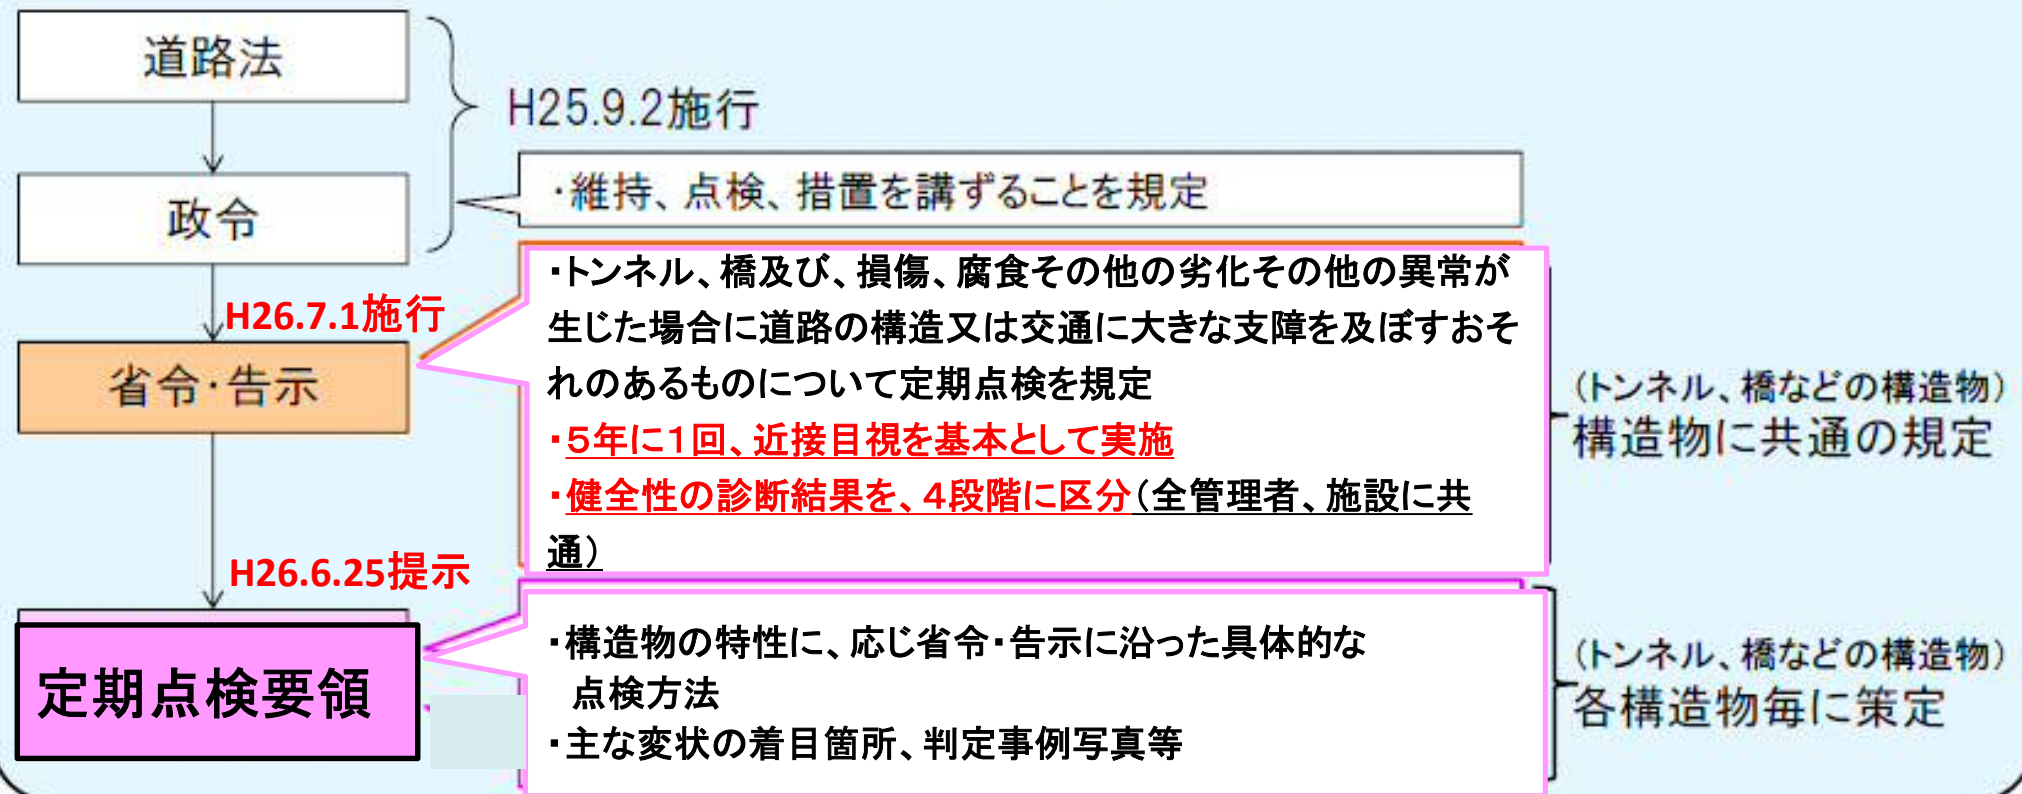 道路法
H25.9.2施行
・維持、点検、措置を講ずることを規定
政令
H26.7.1施行
省令・告示
・トンネル、橋及び、損傷、腐食その他の劣化その他の異常が
生じた場合に道路の構造又は交通に大きな支障を及ぼすおそ
れのあるものについて定期点検を規定
・５年に１回、近接目視を基本として実施
・健全性の診断結果を、４段階に区分（全管理者、施設に共
通）
（トンネル、橋などの構造物）
構造物に共通の規定
H26.6.25提示
定期点検要領
・構造物の特性に、応じ省令・告示に沿った具体的な
点検方法
・主な変状の着目箇所、判定事例写真等
（トンネル、橋などの構造物）
各構造物毎に策定